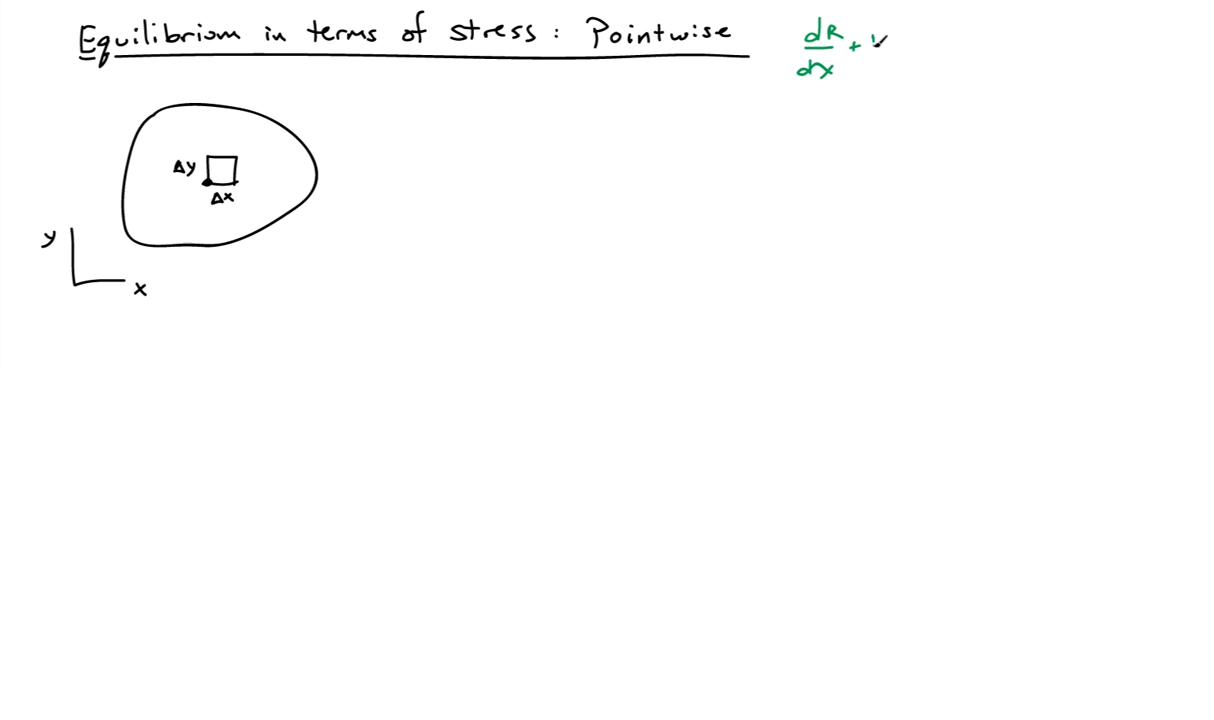 Equilibrium in terms of stress : Pointwise
dR
dx
+
Δy
Δx
y
x